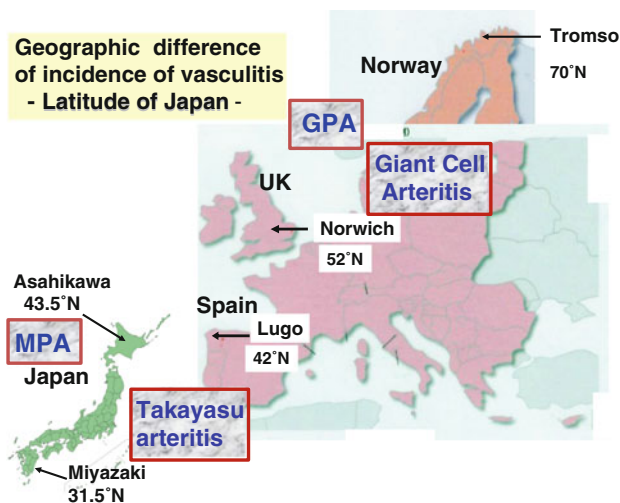 Geographic difference
of incidence of vasculitis
- Latitude of Japan -
Tromso
Norway
70˚N
GPA
Giant Cell
Arteritis
UK
Norwich
52˚N
Asahikawa
43.5˚N
Spain
Lugo
42˚N
MPA
Japan
Takayasu
arteritis
Miyazaki
31.5˚N